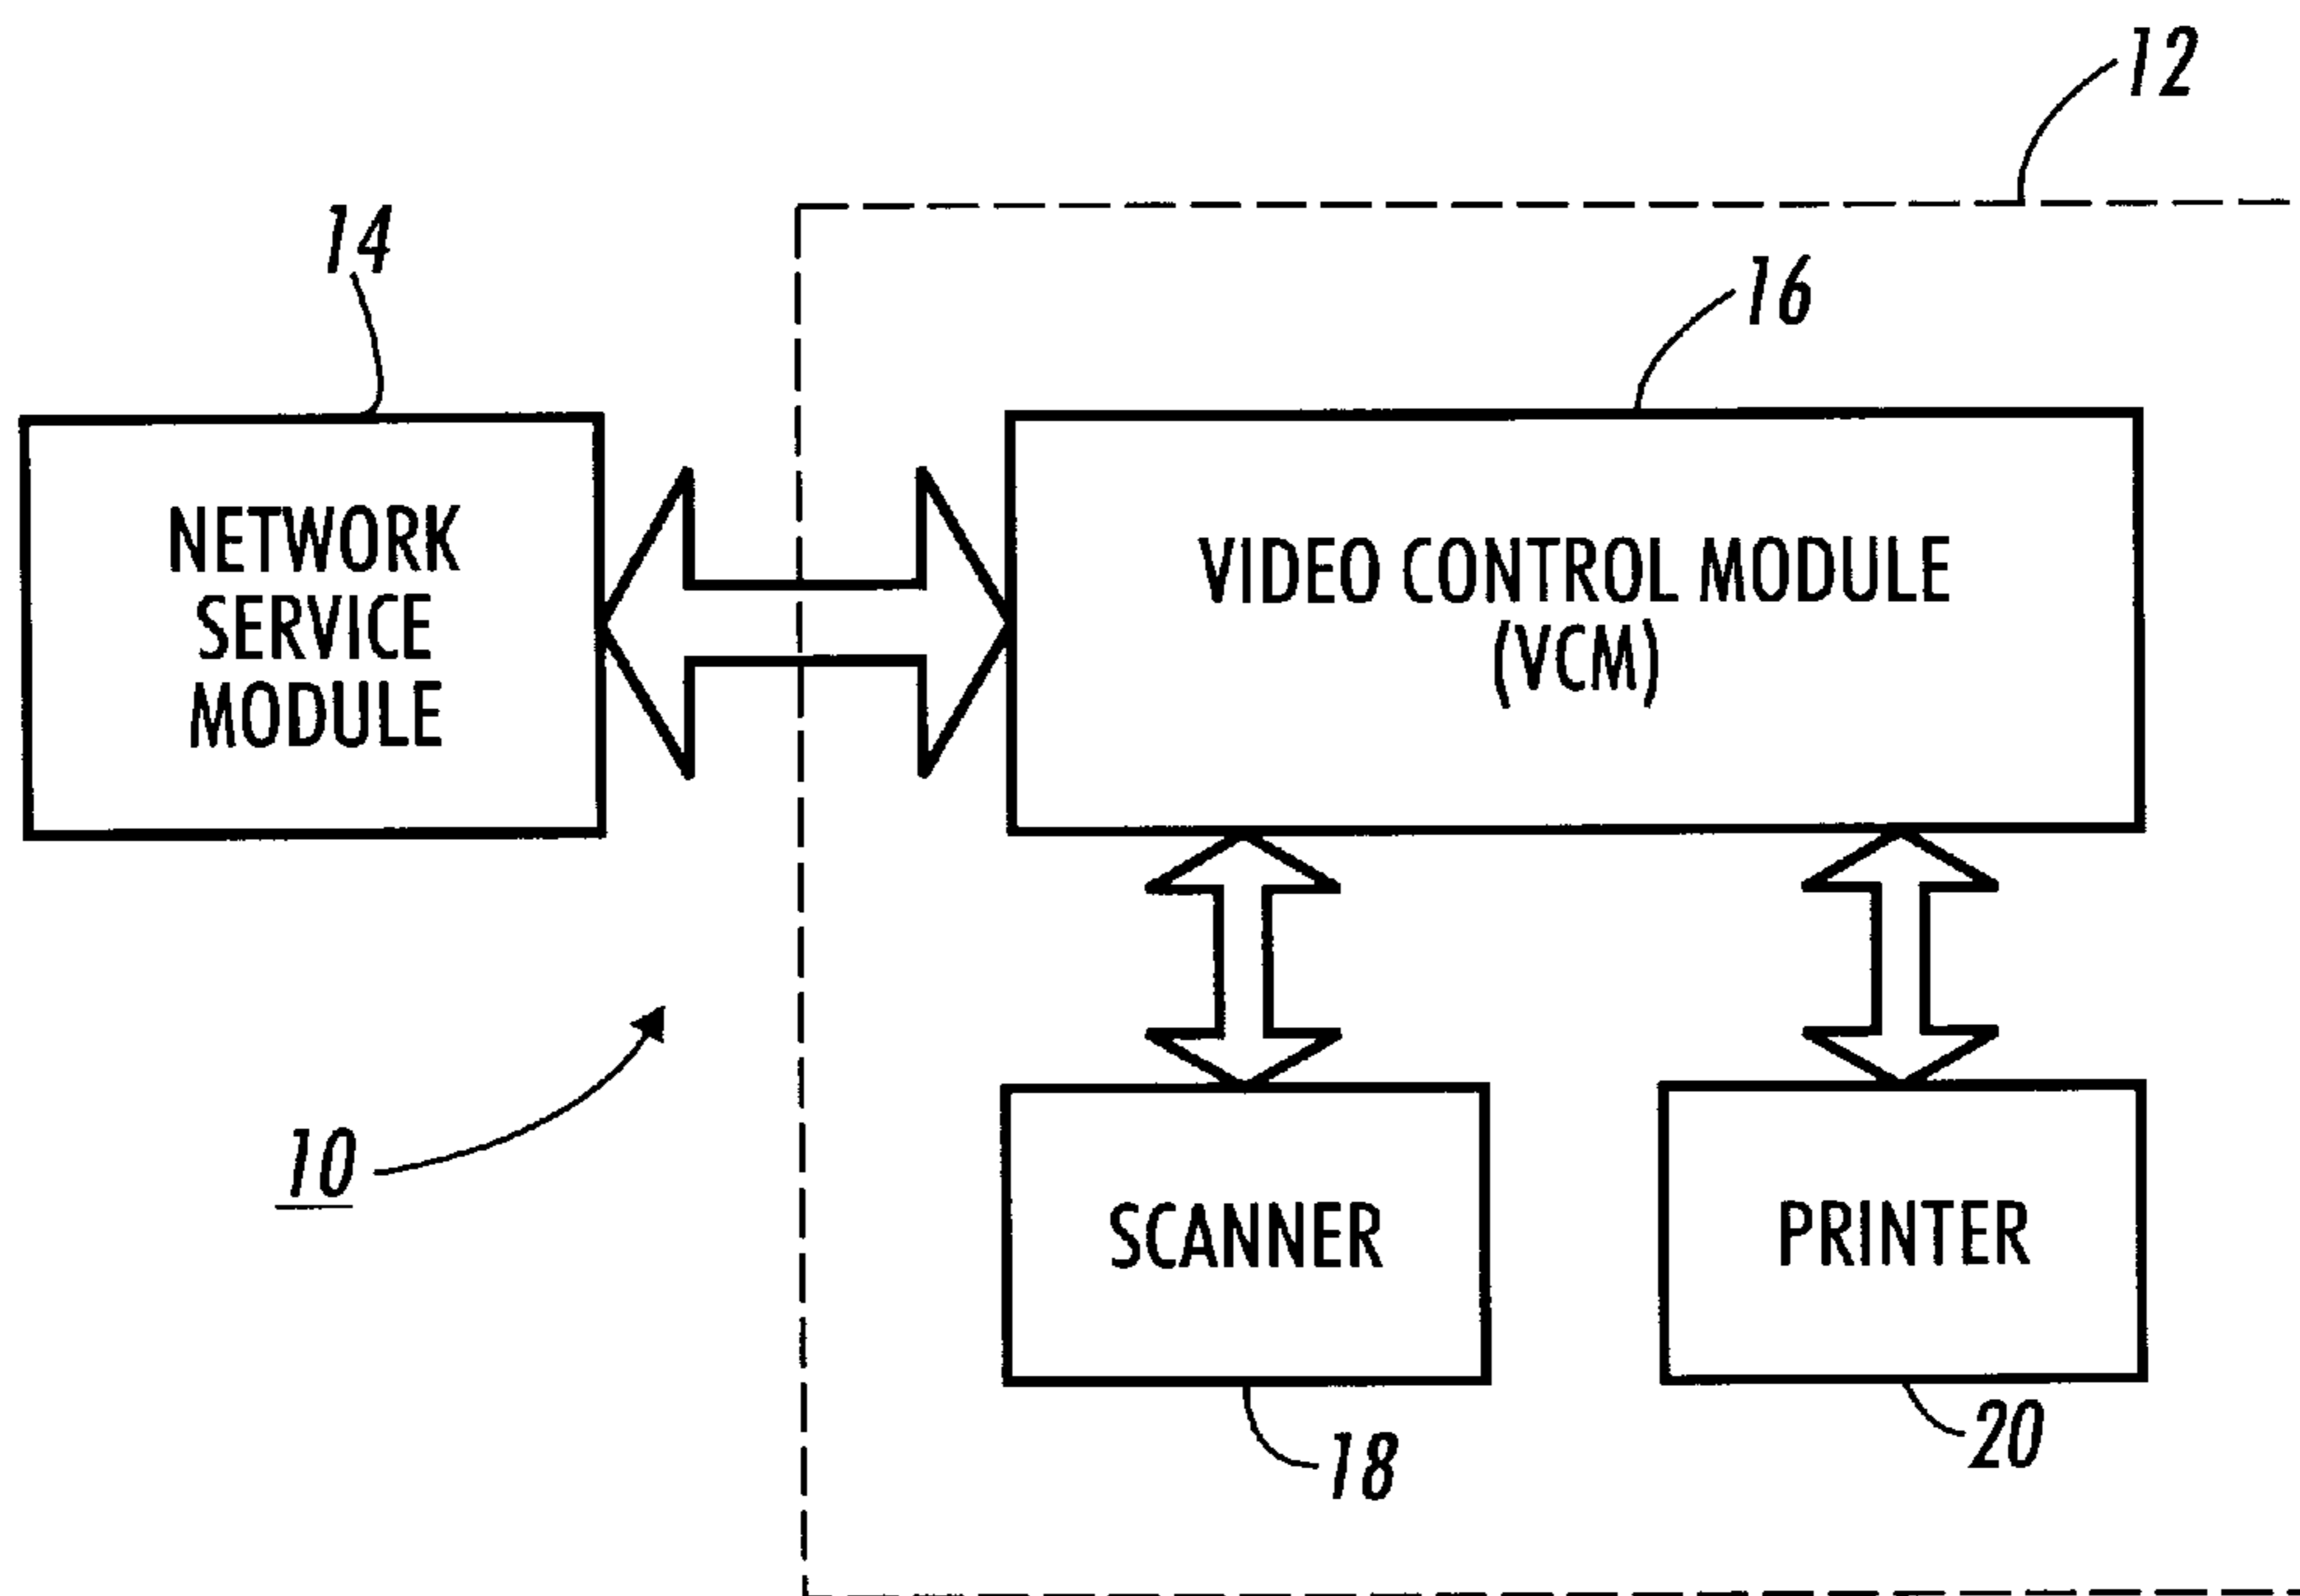 12
14
16
NETWORK
SERVICE
MODULE
VIDEO CONTROL MODULE
(VCM)
10
SCANNER
PRINTER
18
20